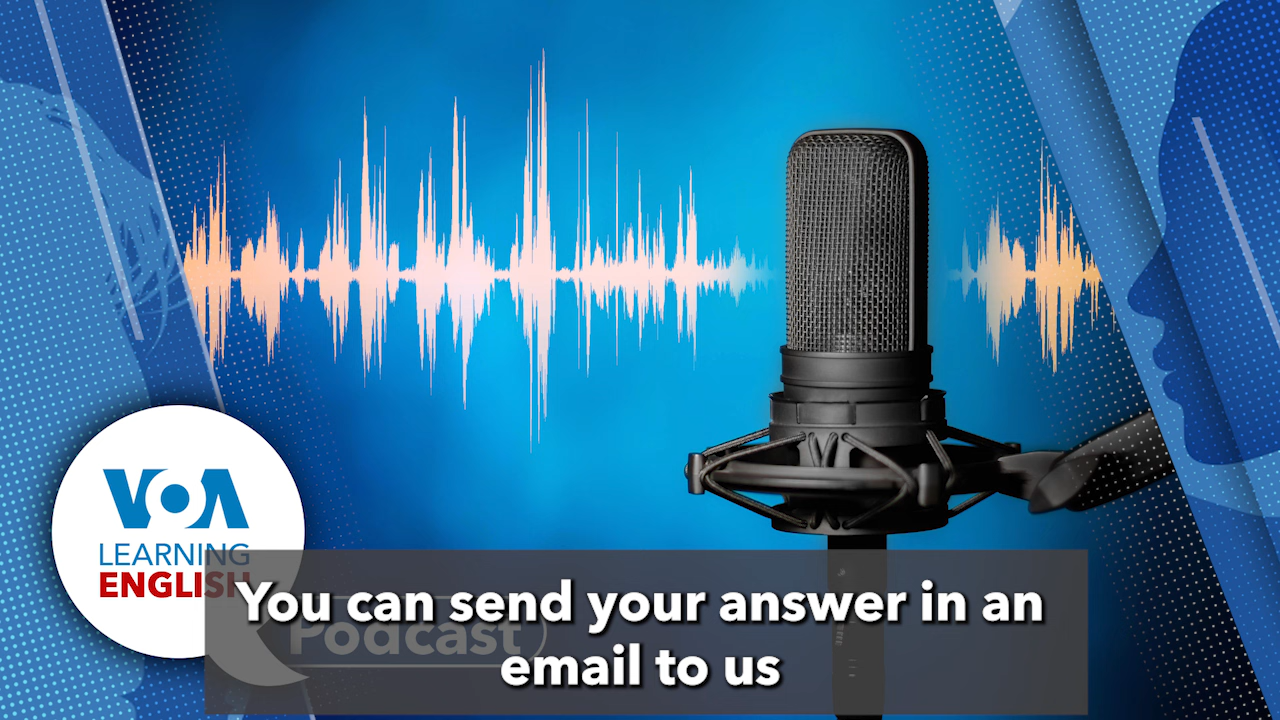 VOA
LEARNING
ENGLISH
Podcast
You can send your answer in an
email to us